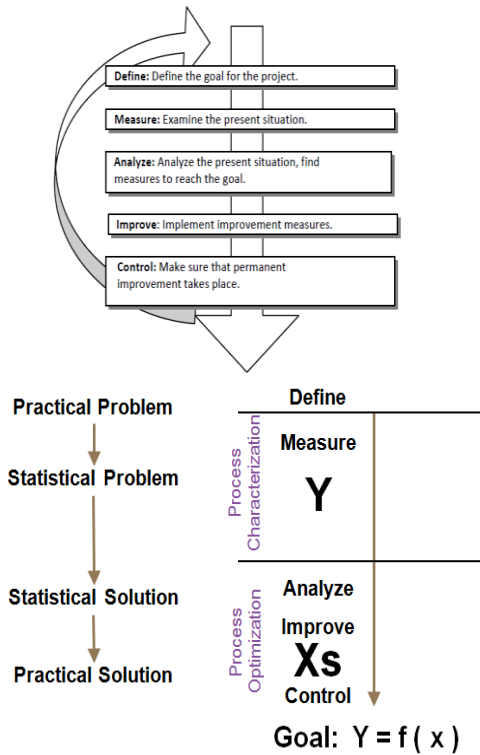 Define: Define the goal for the project.
Measure: Examine the present situation.
Analyze: Analyze the present situation, find
measures to reach the goal.
Improve: Implement improvement measures.
Control: Make sure that permanent
improvement takes place.
Practical Problem
Statistical Problem
Statistical Solution
Practical Solution
Define
Process
Characterization
Measure
Y
Process
Optimization
Analyze
Improve
Xs
Control
Goal: Y = f ( x )